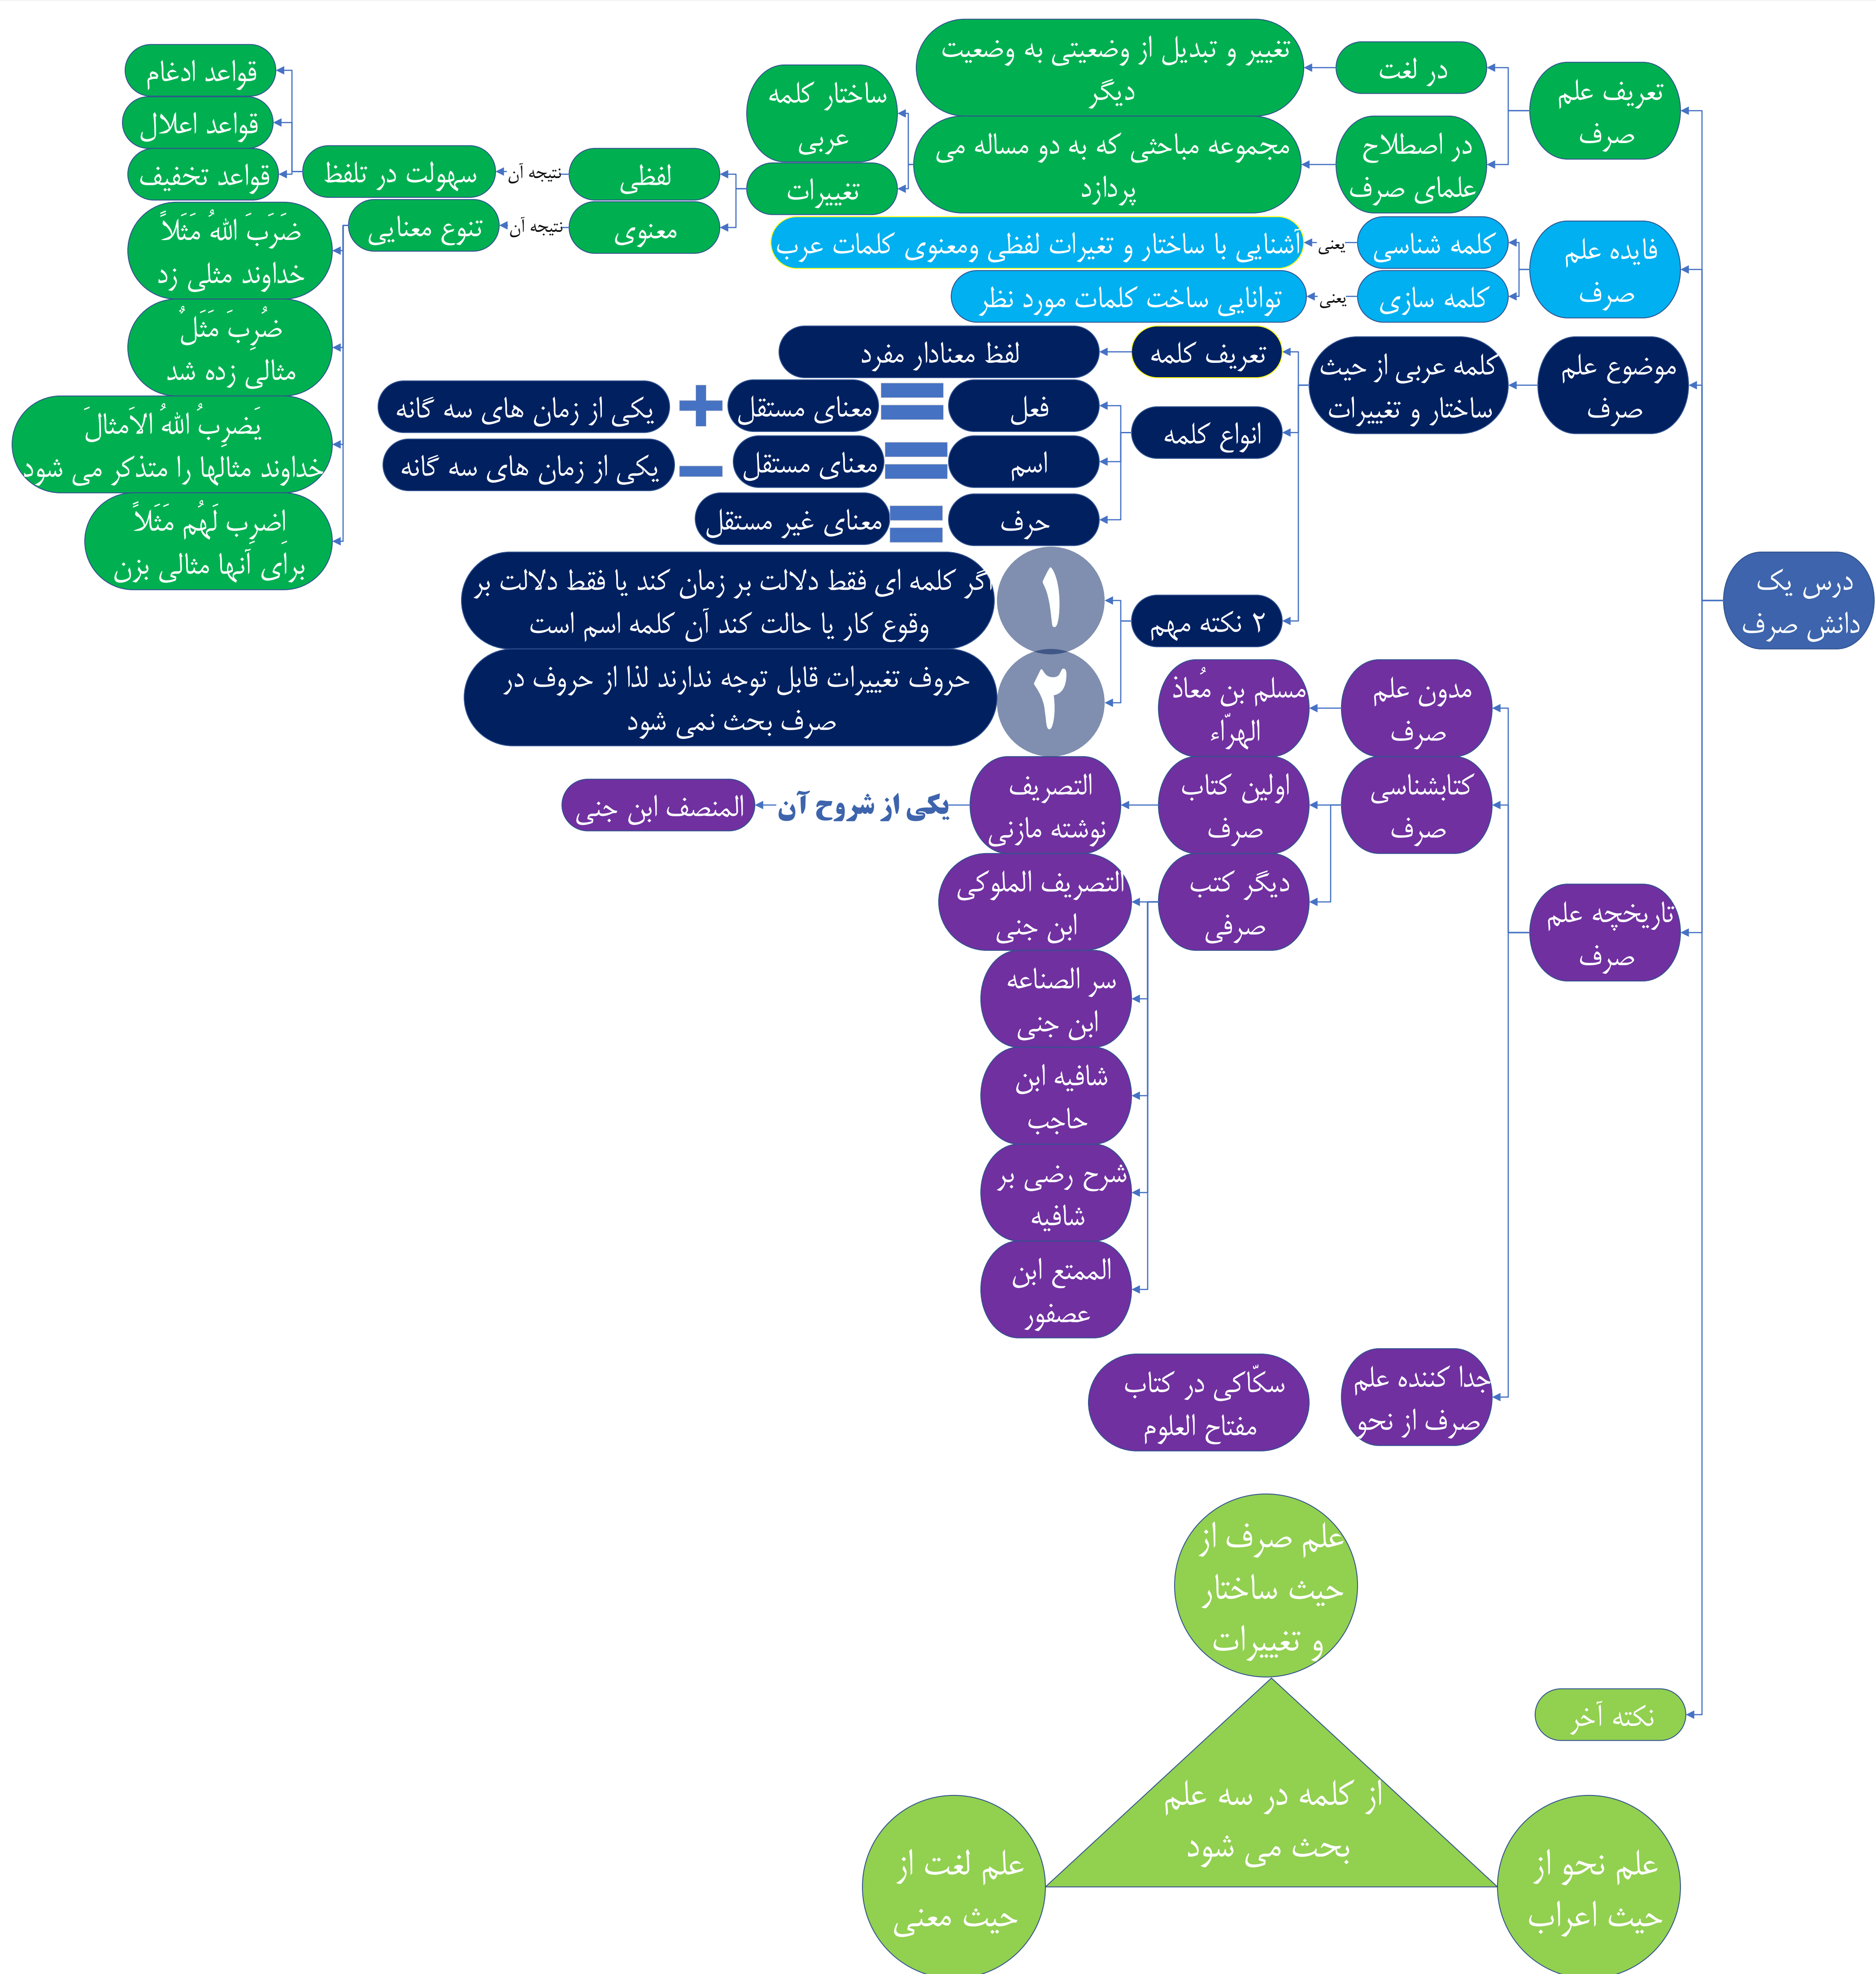 درس یک
دانش صرف
تعریف علم
صرف
در لغت
تغییر و تبدیل از وضعیتی به وضعیت
دیگر
در اصطلاح
علمای صرف
مجموعه مباحثی که به دو مساله می
پردازد
ساختار کلمه
عربی
تغییرات
لفظی
نتیجه آن
سهولت در تلفظ
قواعد ادغام
قواعد اعلال
قواعد تخفیف
معنوی
نتیجه آن
تنوع معنایی
ضَرَبَ اللهُ مَثَلاً
خداوند مثلی زد
ضُرِبَ مَثَلٌ
مثالی زده شد
یَضرِبُ اللهُ الاَمثالَ
خداوند مثالها را متذکر می شود
اِضرِب لَهُم مَثَلاً
برای آنها مثالی بزن
فایده علم
صرف
کلمه شناسی
یعنی
آشنایی با ساختار و تغیرات لفظی ومعنوی کلمات عرب
کلمه سازی
یعنی
توانایی ساخت کلمات مورد نظر
موضوع علم
صرف
کلمه عربی از حیث
ساختار و تغییرات
تعریف کلمه
لفظ معنادار مفرد
انواع کلمه
فعل
=
معنای مستقل
+
یکی از زمان های سه گانه
اسم
=
معنای مستقل
-
یکی از زمان های سه گانه
حرف
=
معنای غیر مستقل
۲ نکته مهم
۱
اگر کلمه ای فقط دلالت بر زمان کند یا فقط دلالت بر
وقوع کار یا حالت کند آن کلمه اسم است
۲
حروف تغییرات قابل توجه ندارند لذا از حروف در
صرف بحث نمی شود
تاریخچه علم
صرف
مدون علم
صرف
مسلم بن مُعاذ
الهرّاء
کتابشناسی
صرف
اولین کتاب
صرف
التصریف
نوشته مازنی
یکی از شروح آن
المنصف ابن جنی
دیگر کتب
صرفی
التصریف الملوکی
ابن جنی
سر الصناعه
ابن جنی
شافیه ابن
حاجب
شرح رضی بر
شافیه
الممتع ابن
عصفور
جدا کننده علم
صرف از نحو
سکّاکی در کتاب
مفتاح العلوم
نکته آخر
علم صرف از
حیث ساختار
و تغییرات
از کلمه در سه علم
بحث می شود
علم نحو از
حیث اعراب
علم لغت از
حیث معنی